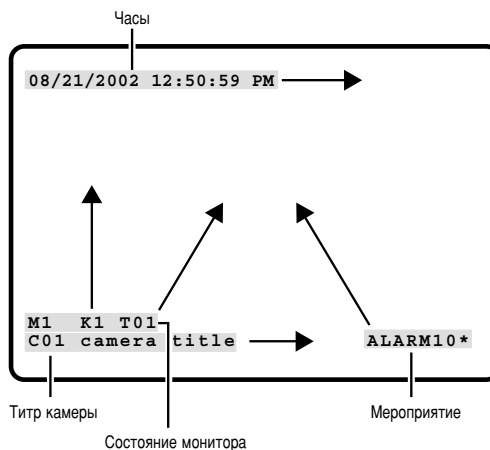 Часы
08/21/2002 12:50:59 PM
M1 K1 T01
C01 camera title
ALARM10*
Титр камеры
Мероприятие
Состояние монитора